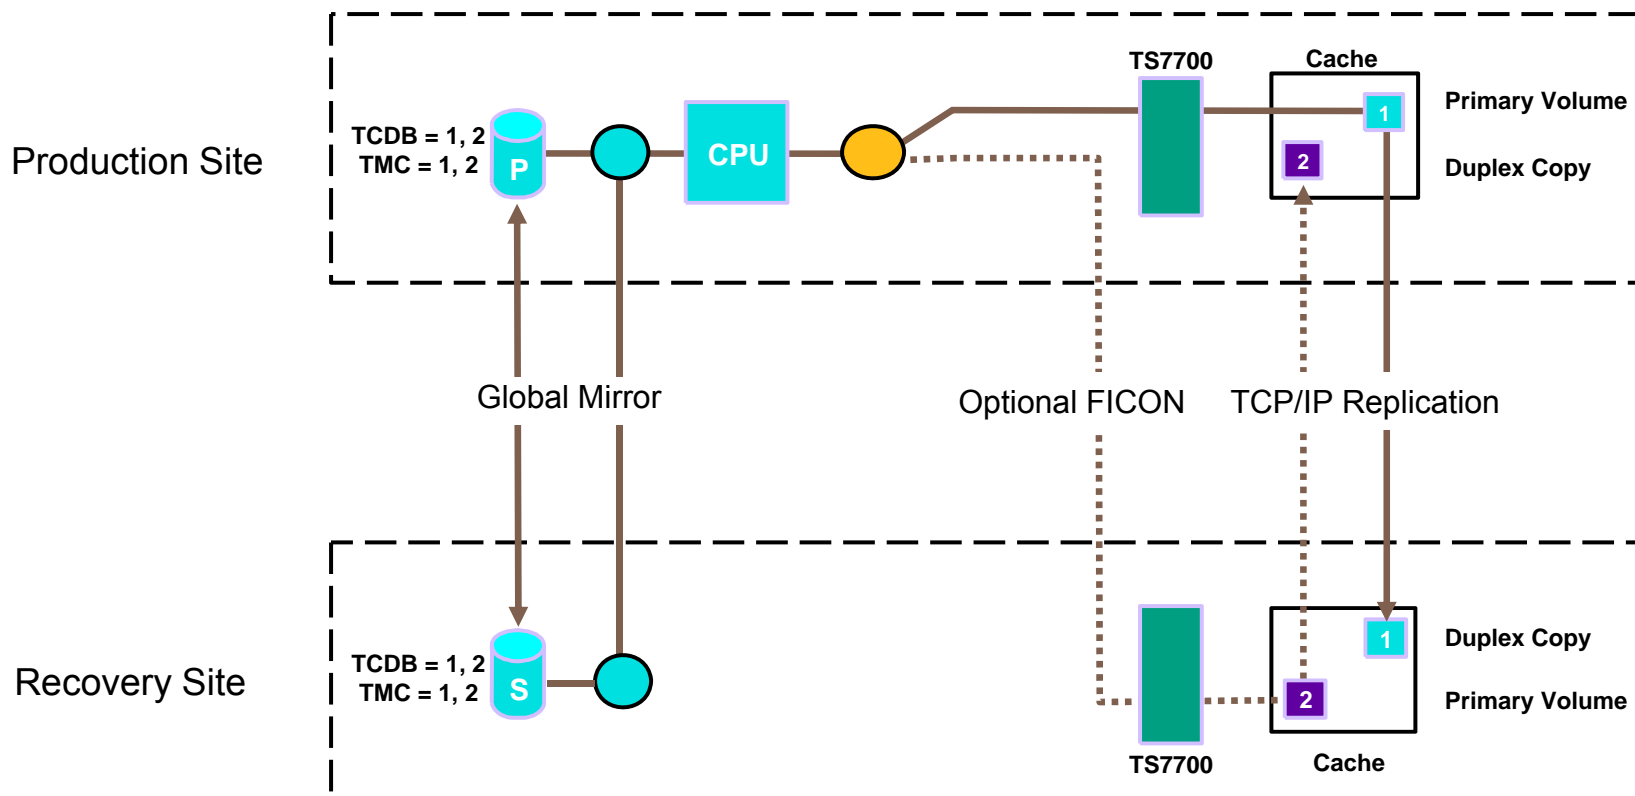 TS7700
Cache
Primary Volume
1
TCDB = 1, 2
TMC = 1, 2
P
CPU
Production Site
2
Duplex Copy
Global Mirror
Optional FICON
TCP/IP Replication
TCDB = 1, 2
TMC = 1, 2
S
Recovery Site
1
Duplex Copy
2
Primary Volume
TS7700
Cache